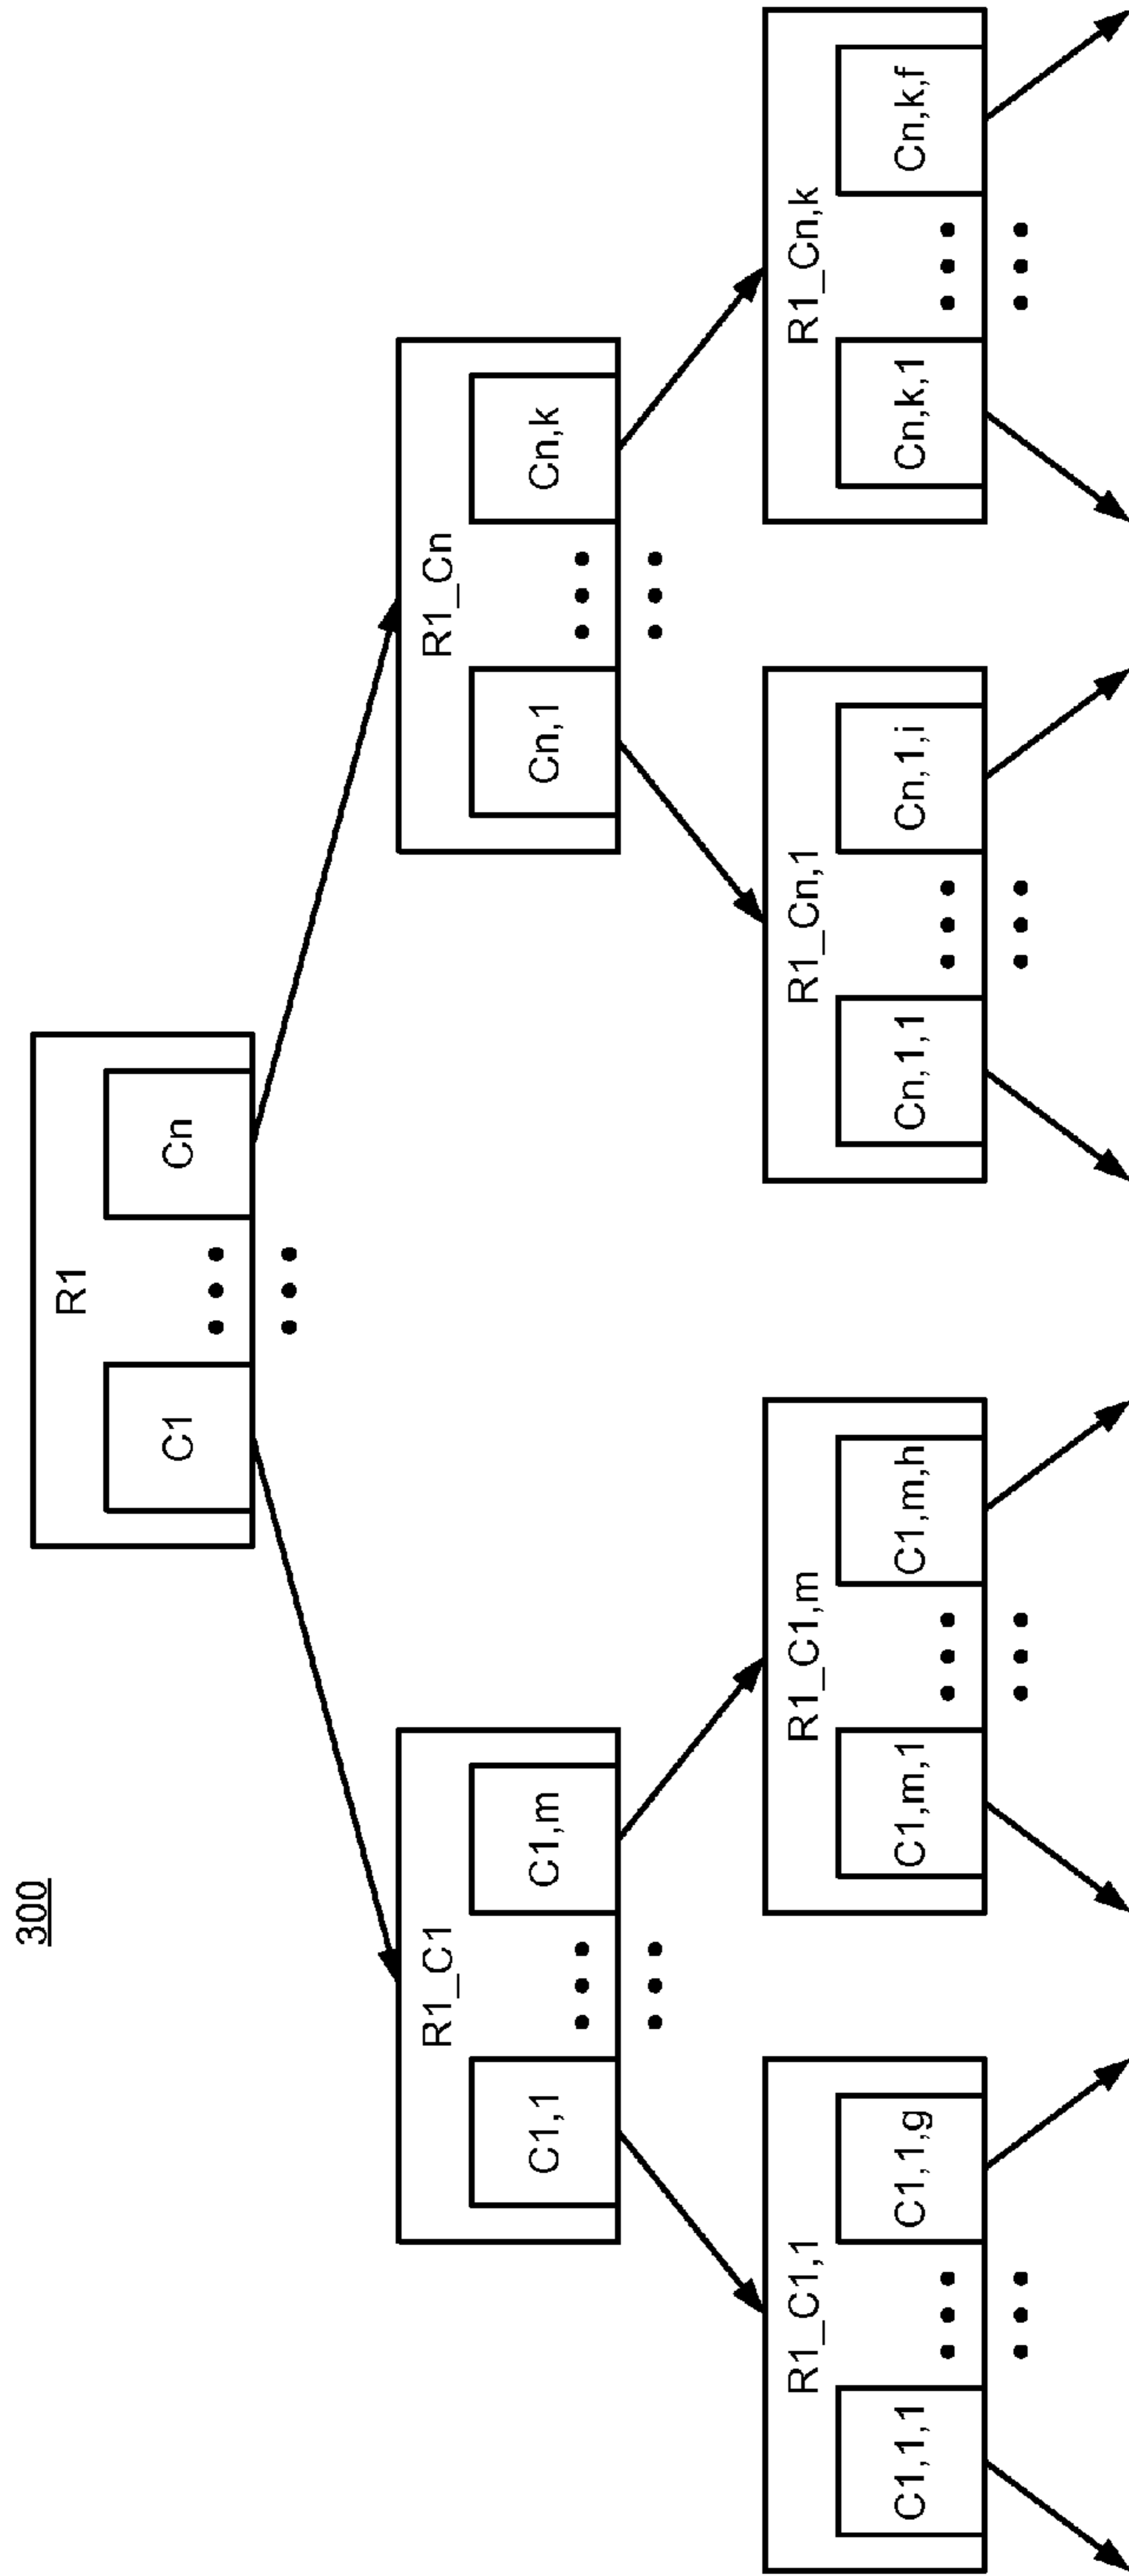 300
R1
C1
Cn
R1_C1
C1,1
C1,m
R1_Cn
Cn,1
Cn,k
R1_C1,1
C1,1,1
C1,1,g
R1_C1,m
C1,m,1
C1,m,h
R1_Cn,1
Cn,1,1
Cn,1,i
R1_Cn,k
Cn,k,1
Cn,k,f